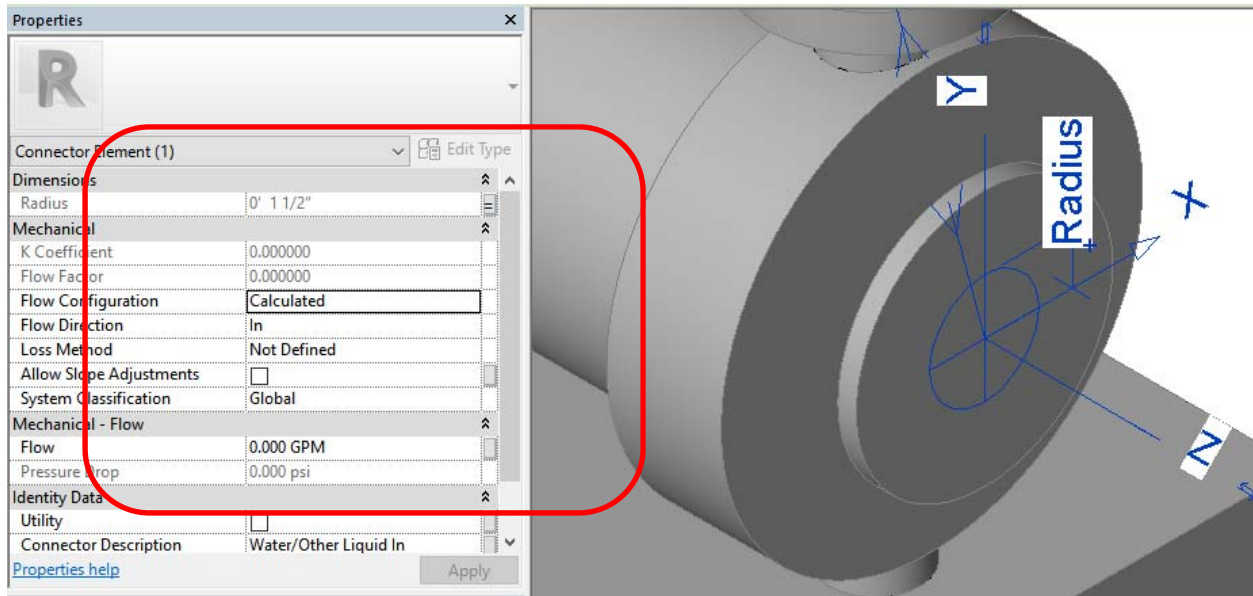 Properties
R
Connector Element (1)
Edit Type
Dimensions
Radius 0' 1 1/2"
=
Mechanical
K Coefficient 0.000000
Flow Factor 0.000000
Flow Configuration Calculated
Flow Direction In
Loss Method Not Defined
Allow Slope Adjustments
System Classification Global
Mechanical - Flow
Flow 0.000 GPM
Pressure Drop 0.000 psi
Identity Data
Utility
Connector Description Water/Other Liquid In
Properties help
Apply
Y
Radius
X
Z